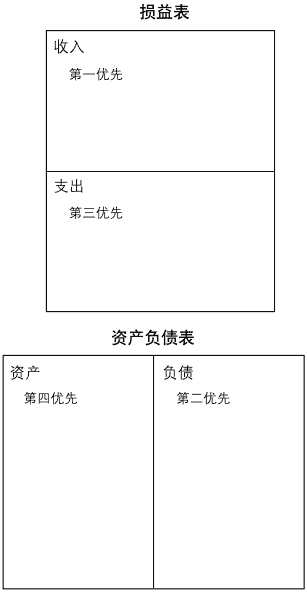 损益表
收入
第一优先
支出
第三优先
资产负债表
资产
第四优先
负债
第二优先